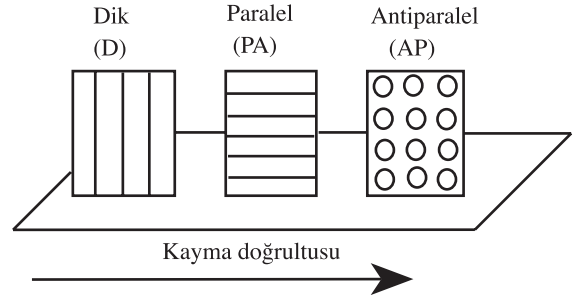 Dik
(D)
Paralel
(PA)
Antiparalel
(AP)
Kayma doğrultusu